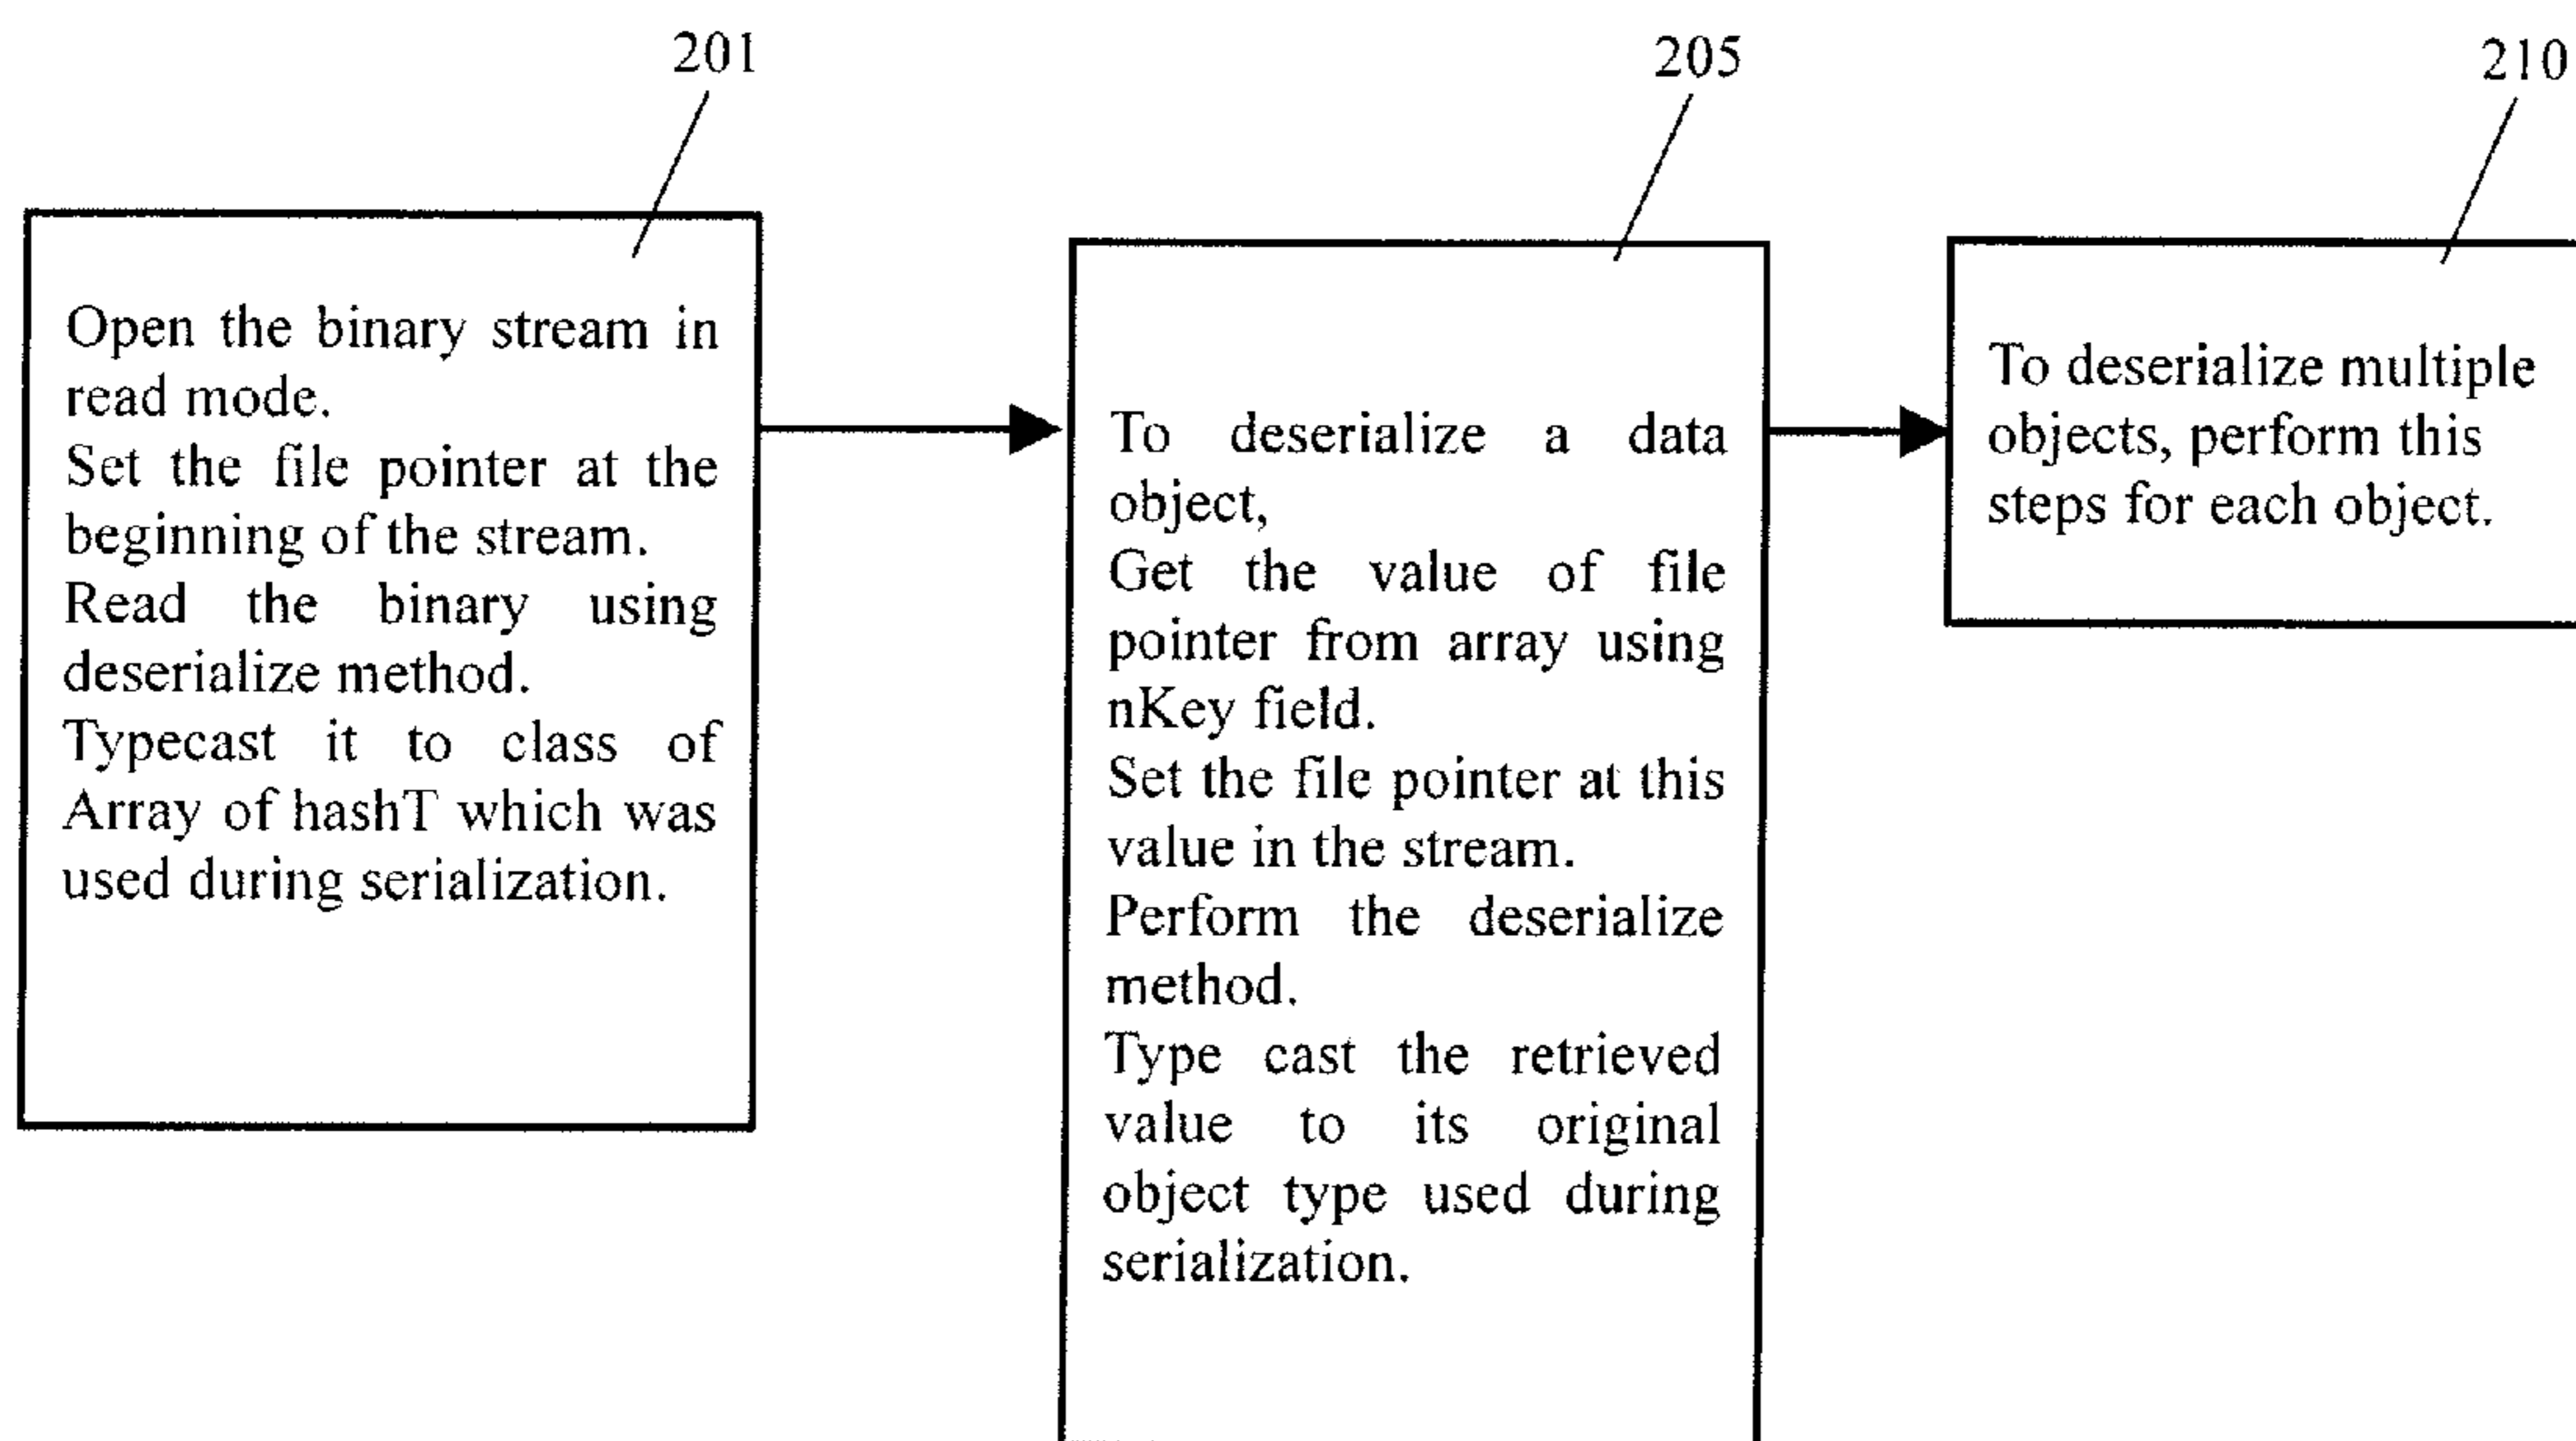 201
Open the binary stream in
read mode.
Set the file pointer at the
beginning of the stream.
Read the binary using
deserialize method.
Typecast it to class of
Array of hashT which was
used during serialization.
205
To deserialize a data
object,
Get the value of file
pointer from array using
nKey field.
Set the file pointer at this
value in the stream.
Perform the deserialize
method.
Type cast the retrieved
value to its original
object type used during
serialization.
210
To deserialize multiple
objects, perform this
steps for each object.